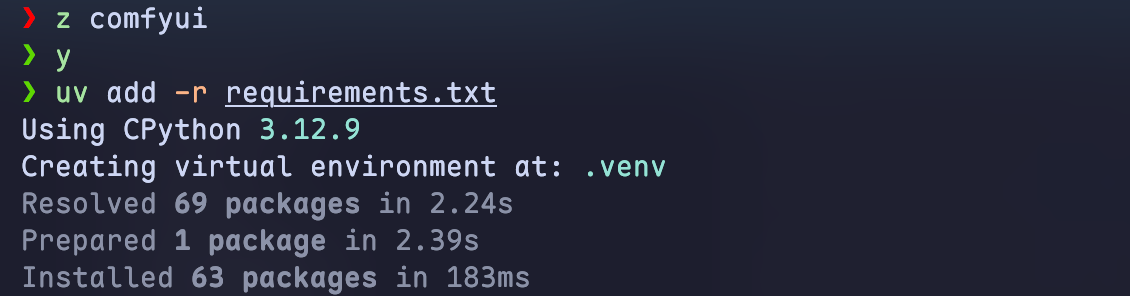 ❯ z comfyui
❯ y
❯ uv add -r requirements.txt
Using CPython 3.12.9
Creating virtual environment at: .venv
Resolved 69 packages in 2.24s
Prepared 1 package in 2.39s
Installed 63 packages in 183ms